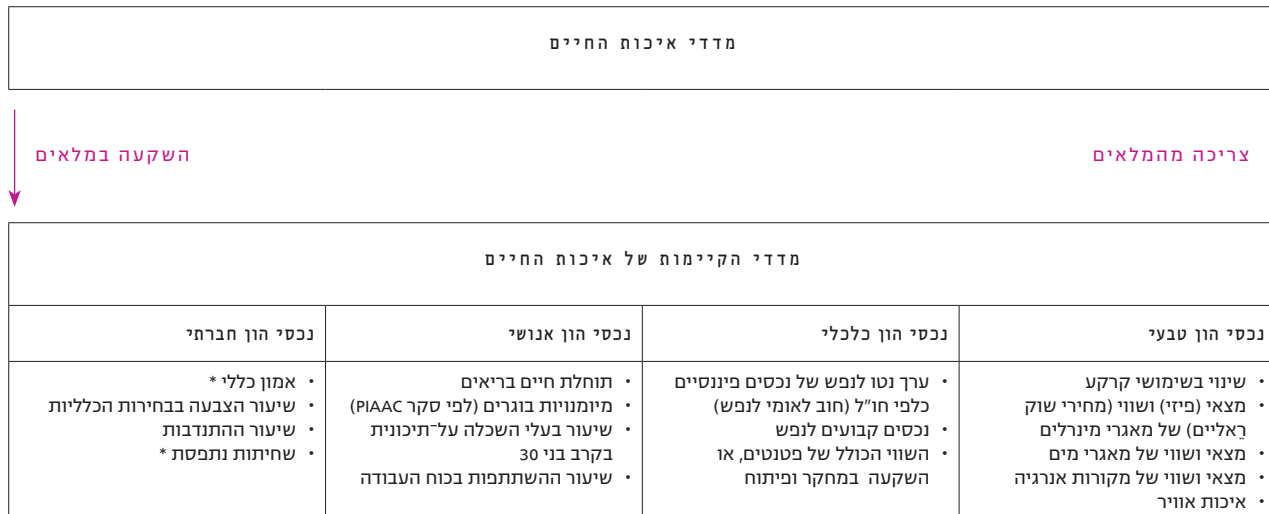 מדדי איכות החיים
צריכה מהמלאים
השקעה במלאים
מדדי הקיימות של איכות החיים
נכסי הון טבעי
• שינוי בשימושי קרקע
• מצאי (פיזי) ושווי (מחירי שוק
רֵאליים) של מאגרי מינרלים
• מצאי ושווי של מאגרי מים
• מצאי ושווי של מקורות אנרגיה
• איכות אוויר
נכסי הון כלכלי
• ערך נטו לנפש של נכסים פיננסיים
כלפי חו"ל (חוב לאומי לנפש)
• נכסים קבועים לנפש
• השווי הכולל של פטנטים, או
השקעה במחקר ופיתוח
נכסי הון אנושי
• תוחלת חיים בריאים
• מיומנויות בוגרים (לפי סקר PIAAC)
• שיעור בעלי השכלה על־תיכונית
בקרב בני 30
• שיעור ההשתתפות בכוח העבודה
נכסי הון חברתי
• אמון כללי *
• שיעור הצבעה בבחירות הכלליות
• שיעור ההתנדבות
• שחיתות נתפסת *